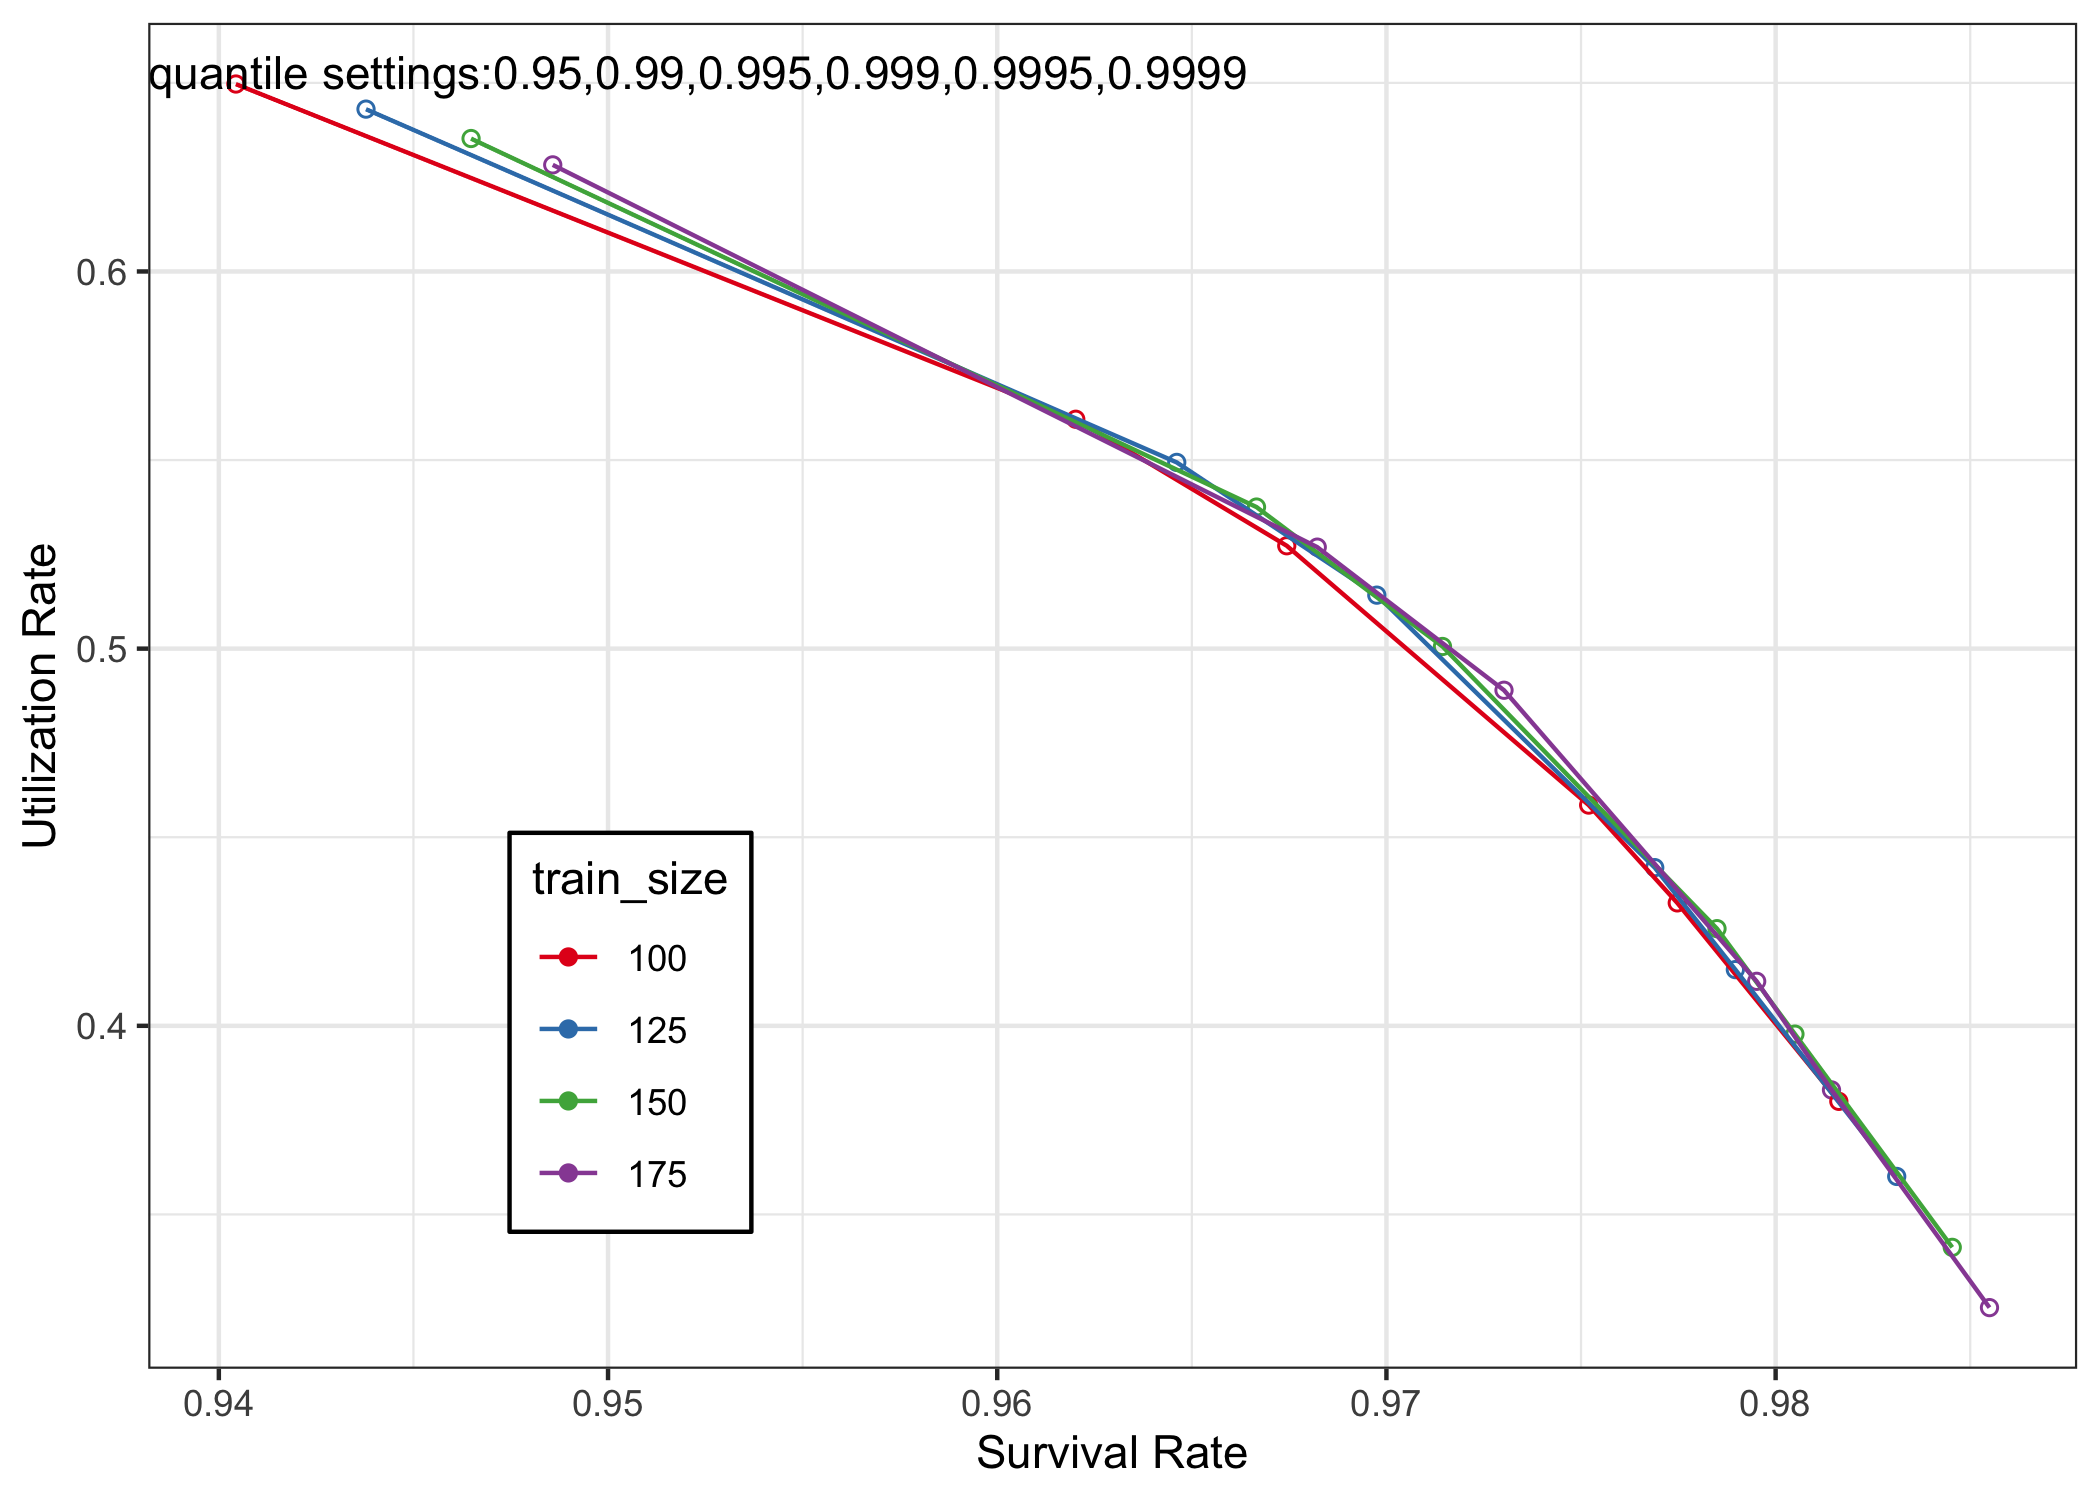 quantile settings:0.95,0.99,0.995,0.999,0.9995,0.9999
0.6
0.5
0.4
Utilization Rate
train_size
100
125
150
175
0.94 0.95 0.96 0.97 0.98
Survival Rate